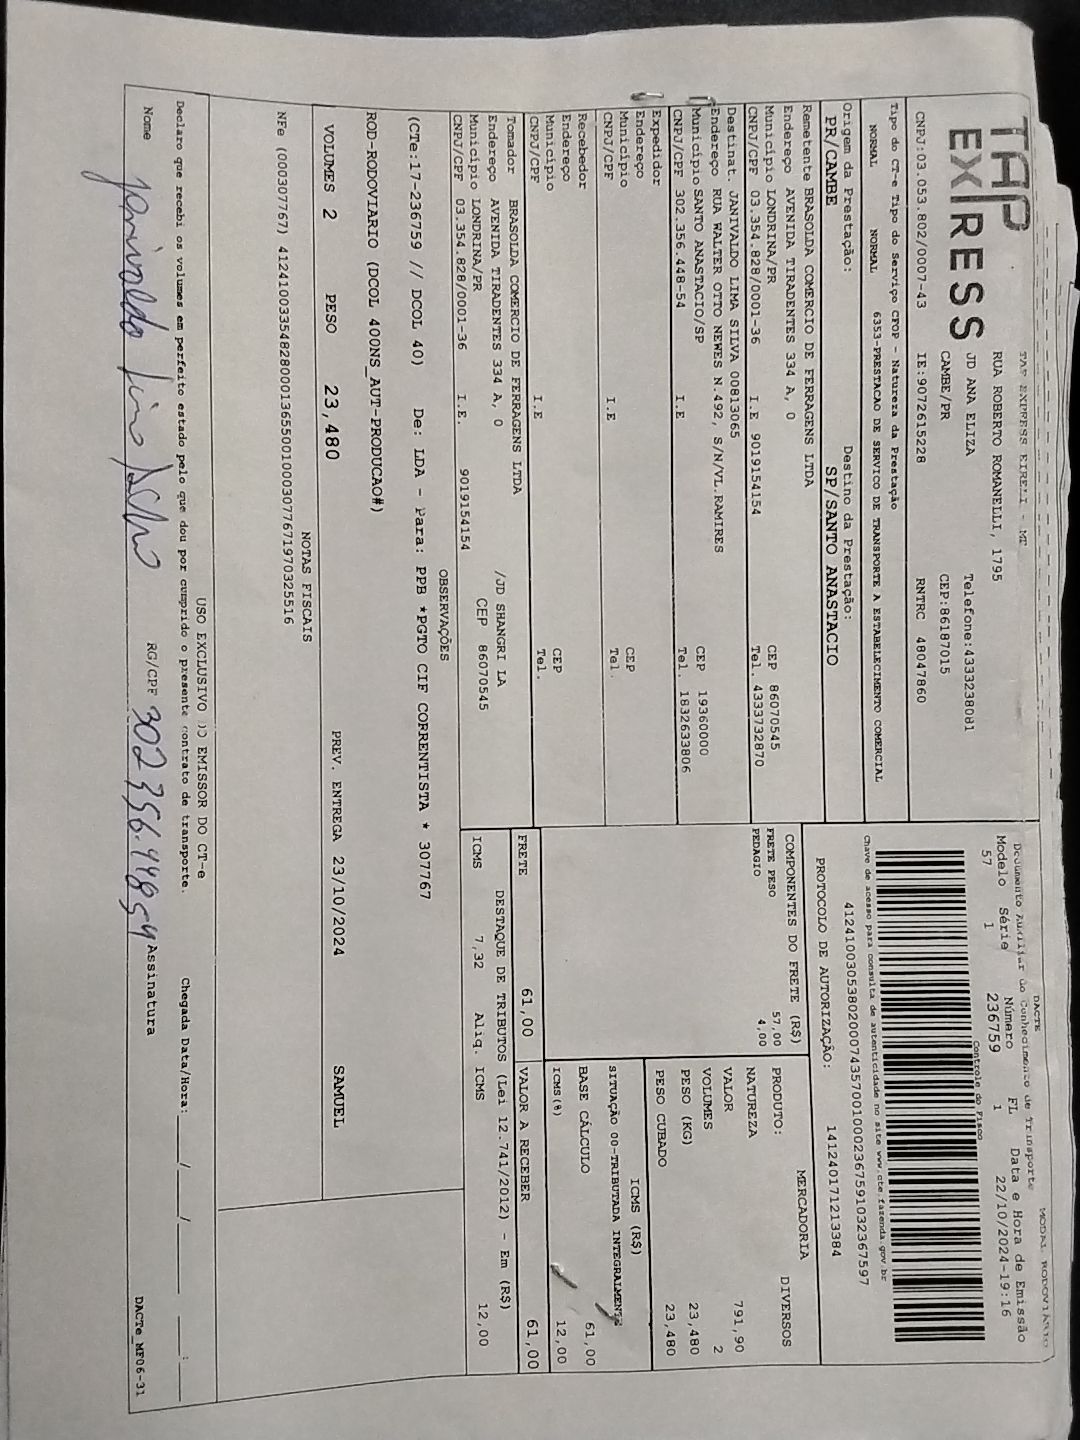 TAP
EXPRESS
TAP EXPRESS EIRELI - MT
RUA ROBERTO ROMANELLI, 1795
JD ANA ELIZA Telefone:4333238081
CAMBE/PR CEP:86187015
CNPJ:03.053.802/0007-43 IE:9072615228 RNTRC 48047860
DACTE MODAL RODOVIÁRIO
Documento Auxiliar do Conhecimento de Transporte
Modelo Série Número FL Data e Hora de Emissão
57 1 236759 1 22/10/2024-19:16
Controle do Fisco
Chave de acesso para consulta de autenticidade no site www.cte.fazenda.gov.br
41241003053802000743570010002367591032367597
PROTOCOLO DE AUTORIZAÇÃO: 141240171213384
Tipo do CT-e Tipo do Serviço CFOP - Natureza da Prestação
NORMAL NORMAL 6353-PRESTACAO DE SERVICO DE TRANSPORTE A ESTABELECIMENTO COMERCIAL
Origem da Prestação: Destino da Prestação:
PR/CAMBE SP/SANTO ANASTACIO
Remetente BRASOLDA COMERCIO DE FERRAGENS LTDA
Endereço AVENIDA TIRADENTES 334 A, 0
Município LONDRINA/PR CEP 86070545
CNPJ/CPF 03.354.828/0001-36 I.E 9019154154 Tel. 4333732870
Destinat. JANIVALDO LIMA SILVA 00813065
Endereço RUA WALTER OTTO NEWES N.492, S/N/VL.RAMIRES
Município SANTO ANASTACIO/SP CEP 19360000
CNPJ/CPF 302.356.448-54 I.E Tel. 1832633806
Expedidor
Endereço
Município CEP
CNPJ/CPF I.E Tel.
Recebedor
Endereço
Município CEP
CNPJ/CPF I.E Tel.
Tomador BRASOLDA COMERCIO DE FERRAGENS LTDA
Endereço AVENIDA TIRADENTES 334 A, 0 /JD SHANGRI LA
Município LONDRINA/PR CEP 86070545
CNPJ/CPF 03.354.828/0001-36 I.E. 9019154154
COMPONENTES DO FRETE (R$)
FRETE PESO 57,00
PEDAGIO 4,00
MERCADORIA
PRODUTO: DIVERSOS
NATUREZA
VALOR 791,90
VOLUMES 2
PESO (KG) 23,480
PESO CUBADO 23,480
ICMS (R$)
SITUAÇÃO 00-TRIBUTADA INTEGRALMENTE
BASE CÁLCULO 61,00
ICMS(%) 12,00
FRETE 61,00 VALOR A RECEBER 61,00
DESTAQUE DE TRIBUTOS (Lei 12.741/2012) - Em (R$)
ICMS 7,32 Aliq. ICMS 12,00
OBSERVAÇÕES
(CTe:17-236759 // DCOL 40) De: LDA - Para: PPB *PGTO CIF CORRENTISTA * 307767
ROD-RODOVIARIO (DCOL 400NS_AUT-PRODUCAO#)
VOLUMES 2 PESO 23,480 PREV. ENTREGA 23/10/2024 SAMUEL
NOTAS FISCAIS
NFe (000307767) 41241003354828000136550010003077671970325516
USO EXCLUSIVO DO EMISSOR DO CT-e
Declaro que recebi os volumes em perfeito estado pelo que dou por cumprido o presente contrato de transporte. Chegada Data/Hora: __/__/____ __:__
Nome Janivaldo Lima Silva RG/CPF 302356.448 54 Assinatura
DACTe_MF06-31